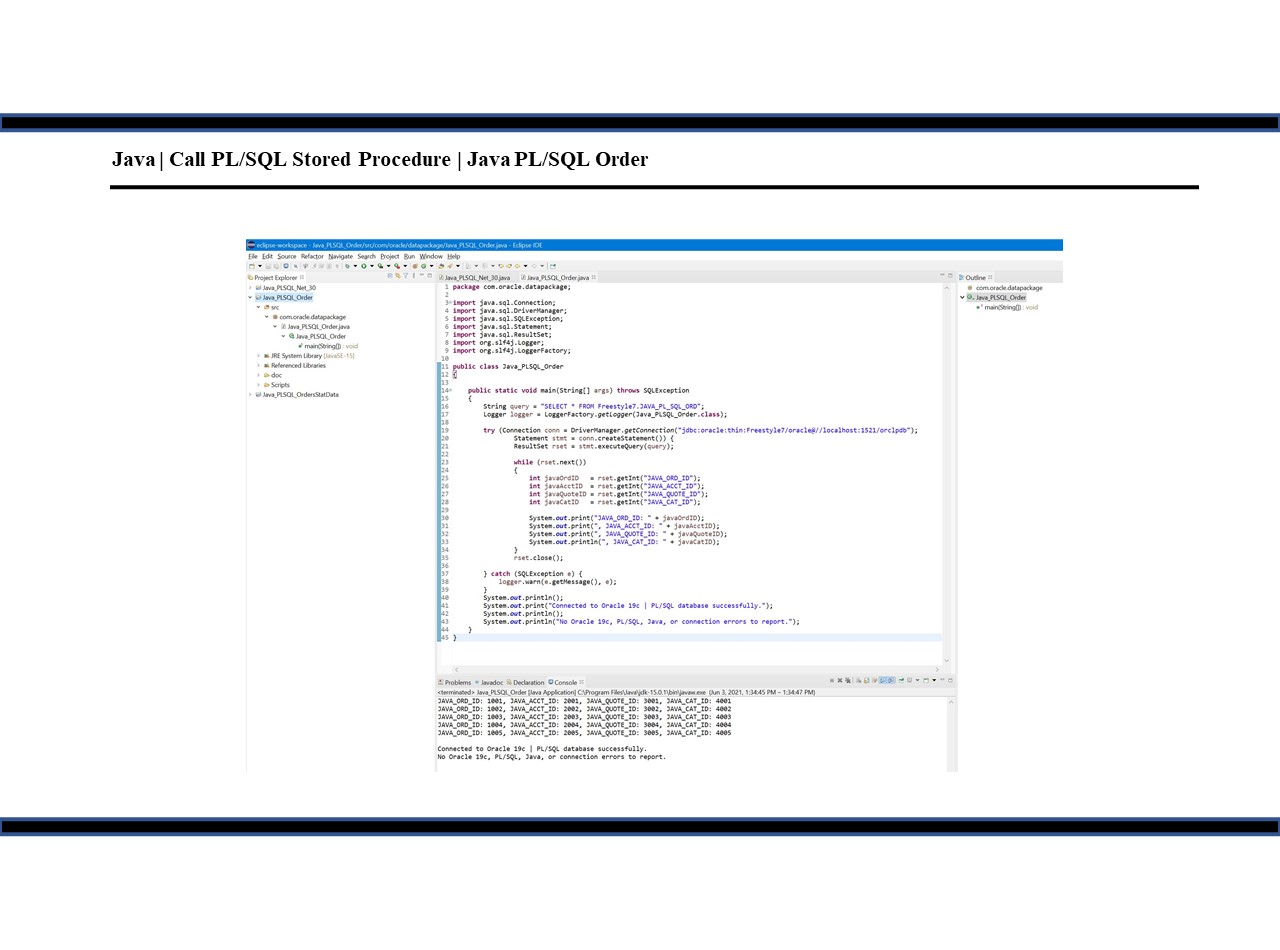 Java | Call PL/SQL Stored Procedure | Java PL/SQL Order
eclipse-workspace - Java_PLSQL_Order/src/com/oracle/datapackage/Java_PLSQL_Order.java - Eclipse IDE
File Edit Source Refactor Navigate Search Project Run Window Help
Project Explorer
Java_PLSQL_Net_30
Java_PLSQL_Order
src
com.oracle.datapackage
Java_PLSQL_Order.java
Java_PLSQL_Order
main(String[]) : void
JRE System Library [JavaSE-15]
Referenced Libraries
doc
Scripts
Java_PLSQL_OrdersStatData
Java_PLSQL_Net_30.java Java_PLSQL_Order.java
1 package com.oracle.datapackage;
2
3 import java.sql.Connection;
4 import java.sql.DriverManager;
5 import java.sql.SQLException;
6 import java.sql.Statement;
7 import java.sql.ResultSet;
8 import org.slf4j.Logger;
9 import org.slf4j.LoggerFactory;
10
11 public class Java_PLSQL_Order
12 {
13
14 public static void main(String[] args) throws SQLException
15 {
16 String query = "SELECT * FROM Freestyle7.JAVA_PL_SQL_ORD";
17 Logger logger = LoggerFactory.getLogger(Java_PLSQL_Order.class);
18
19 try (Connection conn = DriverManager.getConnection("jdbc:oracle:thin:Freestyle7/oracle@//localhost:1521/orclpdb");
20 Statement stmt = conn.createStatement()) {
21 ResultSet rset = stmt.executeQuery(query);
22
23 while (rset.next())
24 {
25 int javaOrdID = rset.getInt("JAVA_ORD_ID");
26 int javaAcctID = rset.getInt("JAVA_ACCT_ID");
27 int javaQuoteID = rset.getInt("JAVA_QUOTE_ID");
28 int javaCatID = rset.getInt("JAVA_CAT_ID");
29
30 System.out.print("JAVA_ORD_ID: " + javaOrdID);
31 System.out.print(", JAVA_ACCT_ID: " + javaAcctID);
32 System.out.print(", JAVA_QUOTE_ID: " + javaQuoteID);
33 System.out.println(", JAVA_CAT_ID: " + javaCatID);
34 }
35 rset.close();
36
37 } catch (SQLException e) {
38 logger.warn(e.getMessage(), e);
39 }
40 System.out.println();
41 System.out.print("Connected to Oracle 19c | PL/SQL database successfully.");
42 System.out.println();
43 System.out.println("No Oracle 19c, PL/SQL, Java, or connection errors to report.");
44 }
45 }
Outline
com.oracle.datapackage
Java_PLSQL_Order
main(String[]) : void
Problems Javadoc Declaration Console
<terminated> Java_PLSQL_Order [Java Application] C:\Program Files\Java\jdk-15.0.1\bin\javaw.exe (Jun 3, 2021, 1:34:45 PM – 1:34:47 PM)
JAVA_ORD_ID: 1001, JAVA_ACCT_ID: 2001, JAVA_QUOTE_ID: 3001, JAVA_CAT_ID: 4001
JAVA_ORD_ID: 1002, JAVA_ACCT_ID: 2002, JAVA_QUOTE_ID: 3002, JAVA_CAT_ID: 4002
JAVA_ORD_ID: 1003, JAVA_ACCT_ID: 2003, JAVA_QUOTE_ID: 3003, JAVA_CAT_ID: 4003
JAVA_ORD_ID: 1004, JAVA_ACCT_ID: 2004, JAVA_QUOTE_ID: 3004, JAVA_CAT_ID: 4004
JAVA_ORD_ID: 1005, JAVA_ACCT_ID: 2005, JAVA_QUOTE_ID: 3005, JAVA_CAT_ID: 4005
Connected to Oracle 19c | PL/SQL database successfully.
No Oracle 19c, PL/SQL, Java, or connection errors to report.